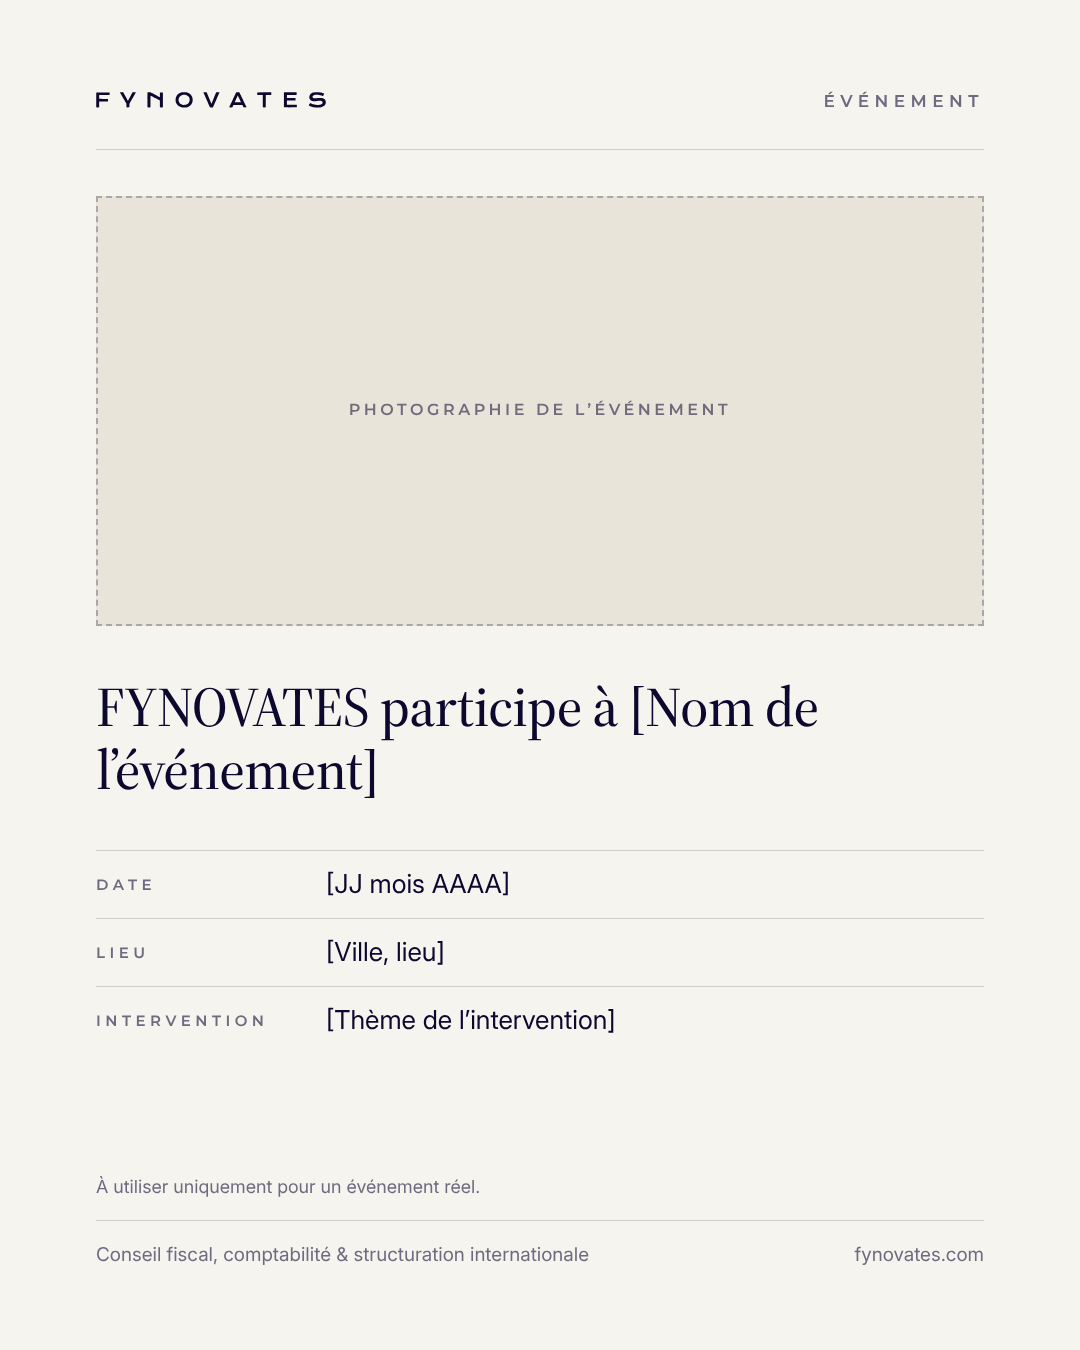 FYNOVATES
ÉVÉNEMENT
PHOTOGRAPHIE DE L’ÉVÉNEMENT
FYNOVATES participe à [Nom de
l’événement]
DATE [JJ mois AAAA]
LIEU [Ville, lieu]
INTERVENTION [Thème de l’intervention]
À utiliser uniquement pour un événement réel.
Conseil fiscal, comptabilité & structuration internationale
fynovates.com